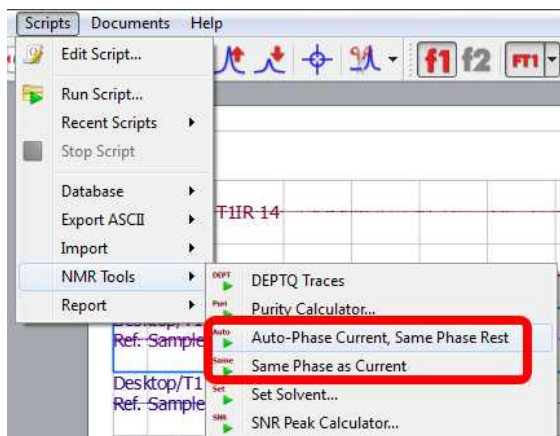 Scripts Documents Help
Edit Script...
f1 f2 FT1
Run Script...
Recent Scripts
Stop Script
Database
Export ASCII
T1IR 14
Import
NMR Tools
DEPT DEPTQ Traces
Report
Puri Purity Calculator...
Desktop/T1
Auto Auto-Phase Current, Same Phase Rest
Ref. Sample
Same Same Phase as Current
Desktop/T1
Set Set Solvent...
Ref. Sample
SNR SNR Peak Calculator...